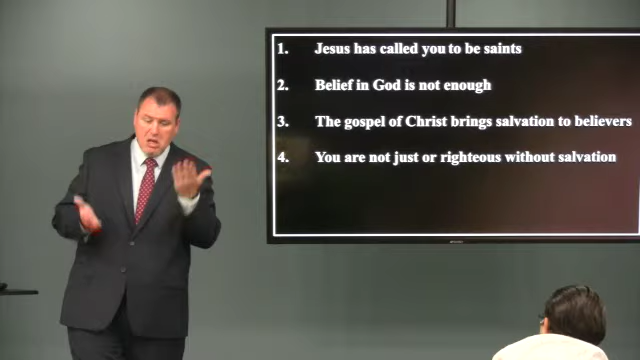 1. Jesus has called you to be saints
2. Belief in God is not enough
3. The gospel of Christ brings salvation to believers
4. You are not just or righteous without salvation